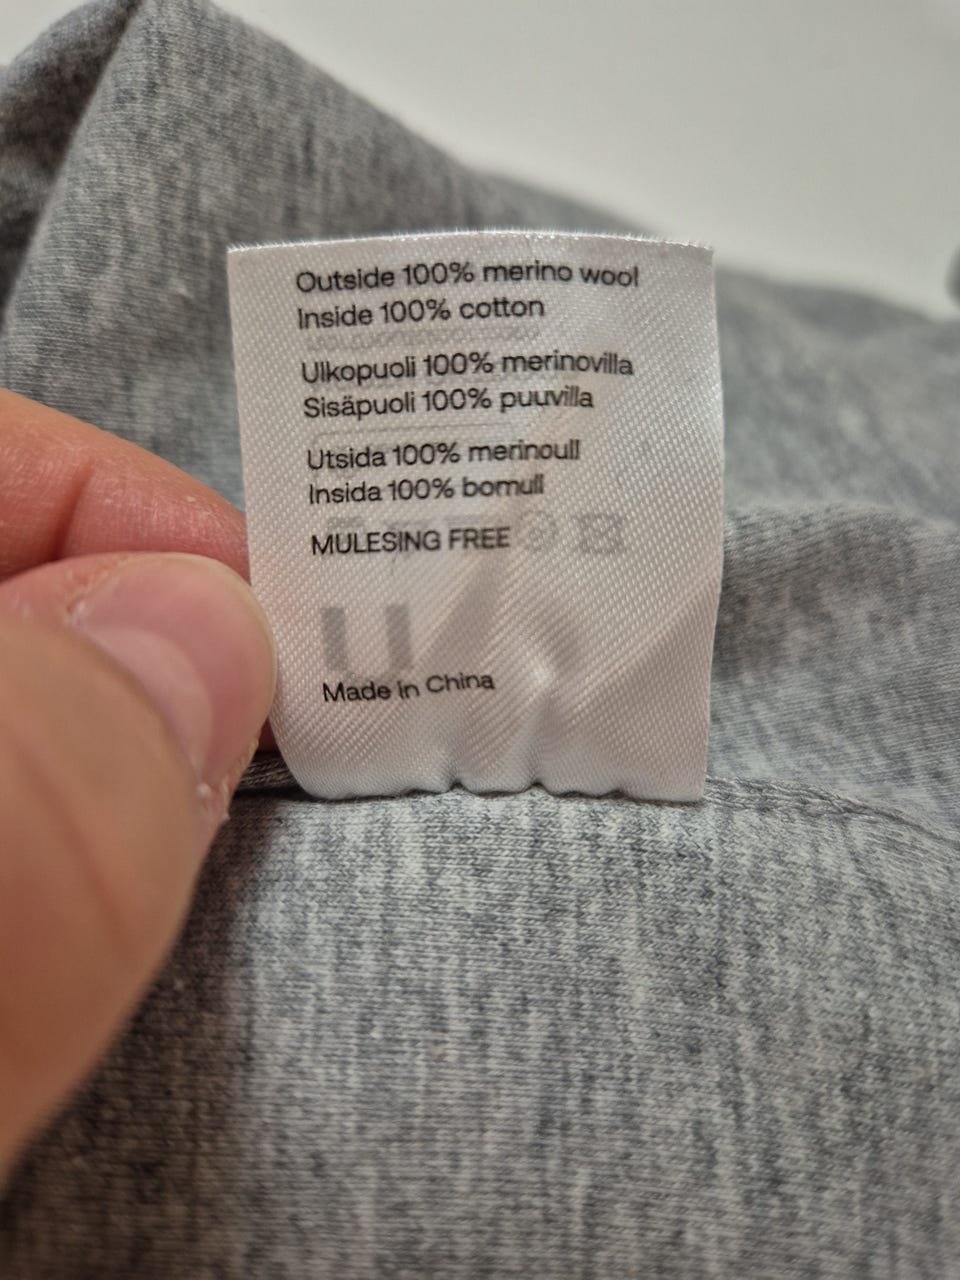 Outside 100% merino wool
Inside 100% cotton
Ulkopuoli 100% merinovilla
Sisäpuoli 100% puuvilla
Utsida 100% merinoull
Insida 100% bomull
MULESING FREE
Made in China